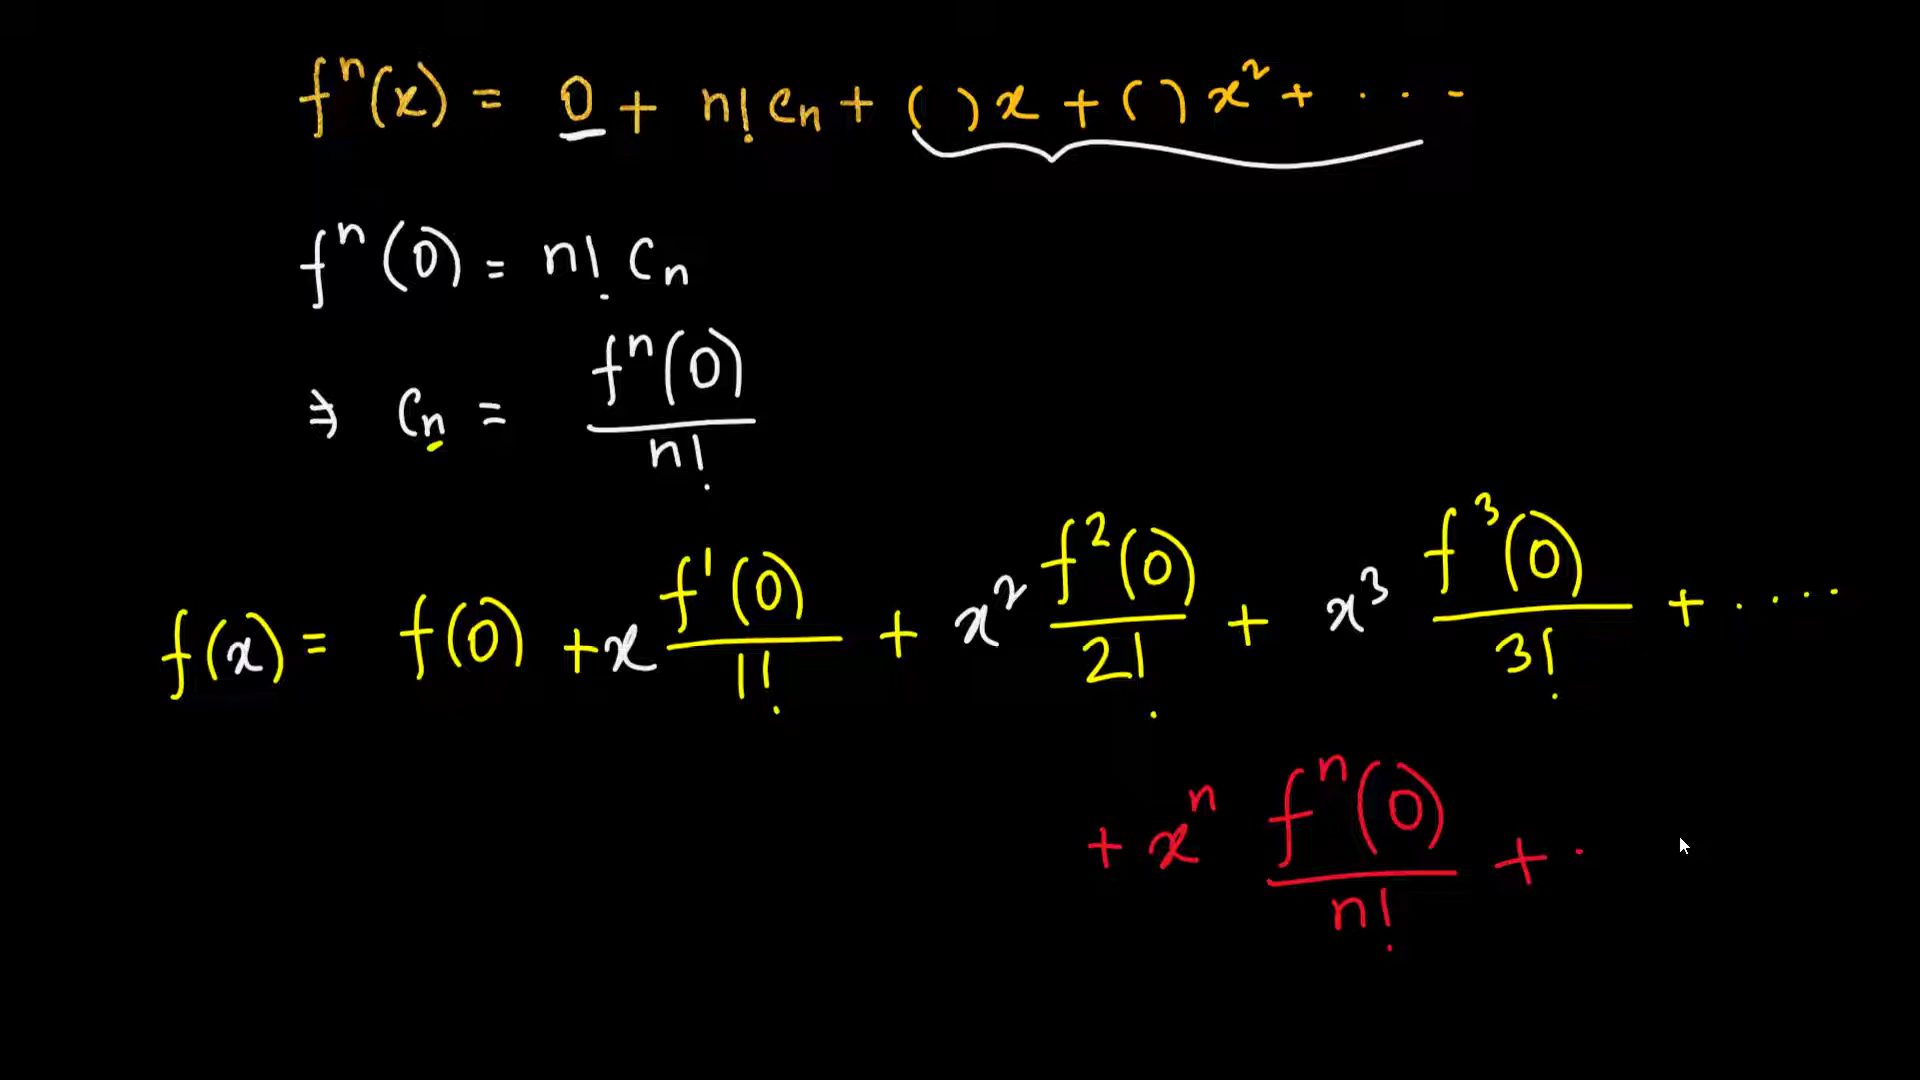 fⁿ(x) = 0 + n! Cₙ + ( )x + ( )x² + ....
fⁿ(0) = n! Cₙ
⇒ Cₙ = fⁿ(0)/n!
f(x) = f(0) + x f'(0)/1! + x² f²(0)/2! + x³ f³(0)/3! + ....
+ xⁿ fⁿ(0)/n! + .